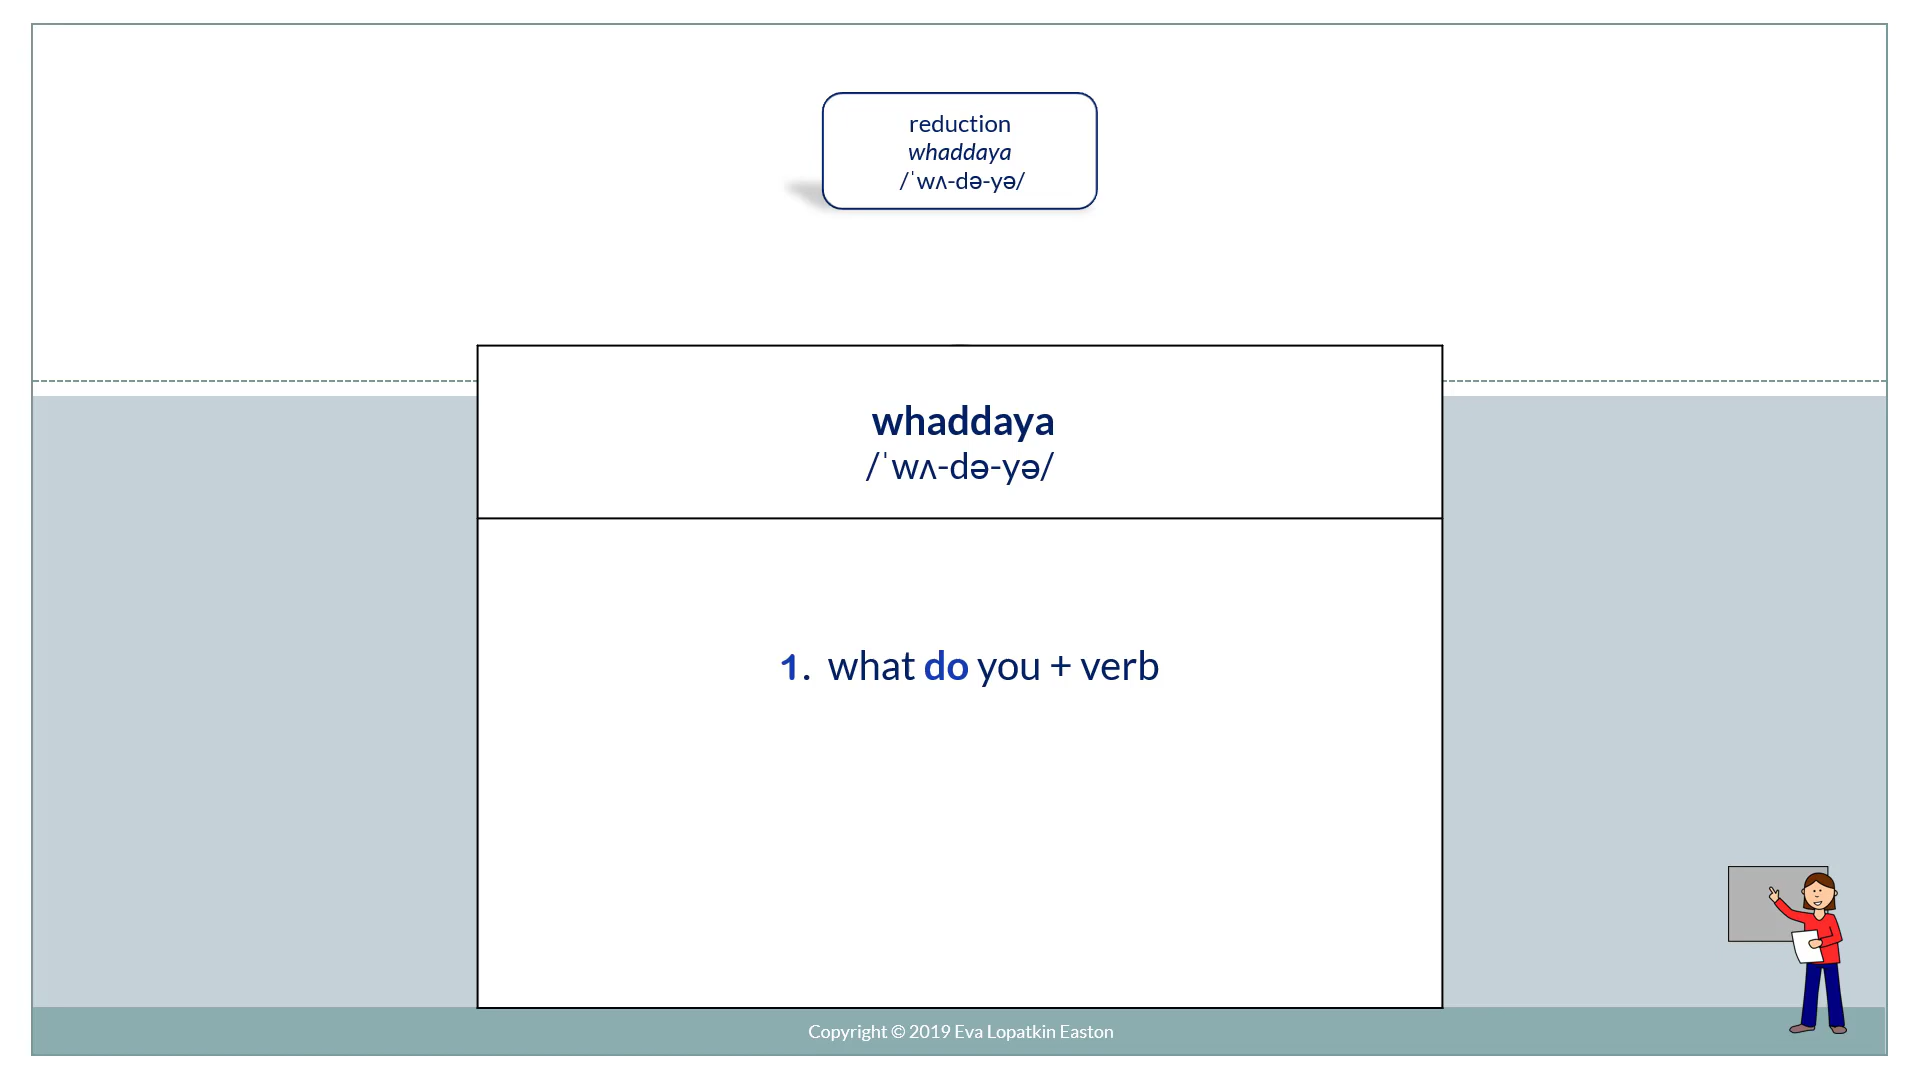 reduction
whaddaya
/ˈwʌ-də-yə/
whaddaya
/ˈwʌ-də-yə/
1. what do you + verb
Copyright © 2019 Eva Lopatkin Easton